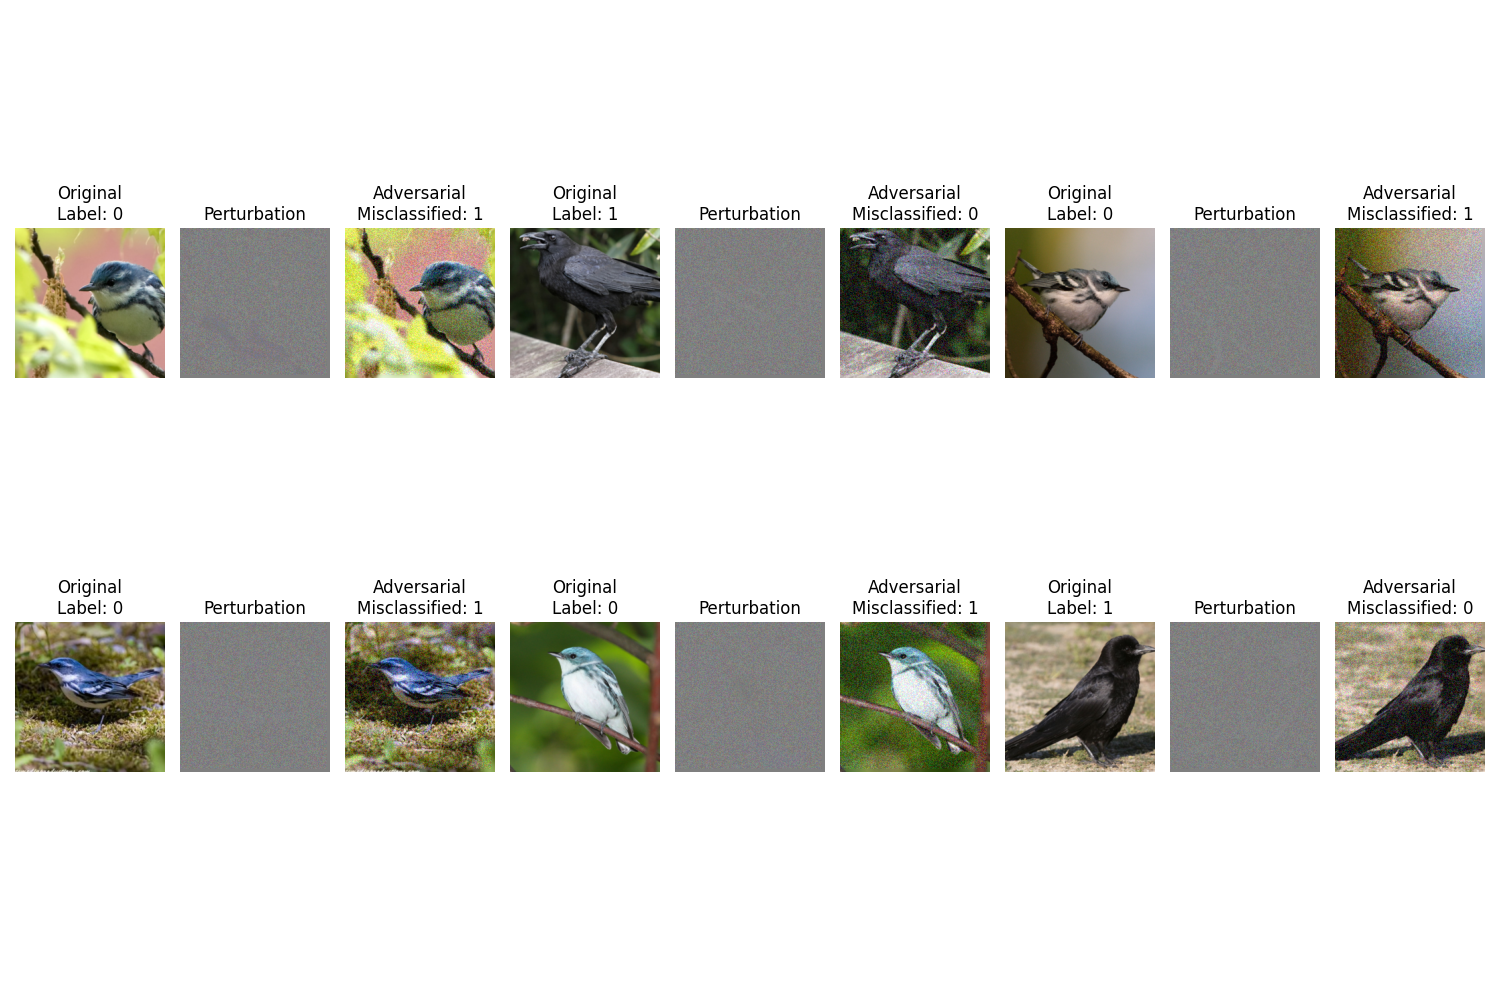 Original
Label: 0
Perturbation
Adversarial
Misclassified: 1
Original
Label: 1
Perturbation
Adversarial
Misclassified: 0
Original
Label: 0
Perturbation
Adversarial
Misclassified: 1
Original
Label: 0
Perturbation
Adversarial
Misclassified: 1
Original
Label: 0
Perturbation
Adversarial
Misclassified: 1
Original
Label: 1
Perturbation
Adversarial
Misclassified: 0